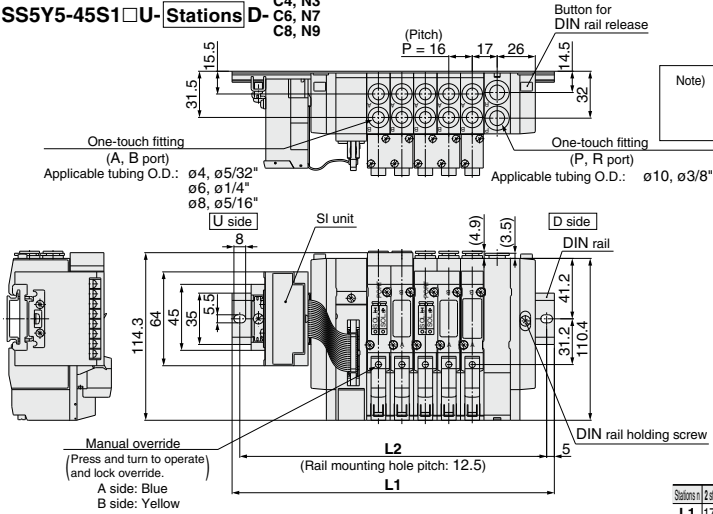 SS5Y5-45S1□U- Stations D- C4, N3
C6, N7
C8, N9
Button for
DIN rail release
(Pitch)
P = 16
17
26
15.5
31.5
14.5
32
Note)
One-touch fitting
(A, B port)
Applicable tubing O.D.: ø4, ø5/32"
ø6, ø1/4"
ø8, ø5/16"
One-touch fitting
(P, R port)
Applicable tubing O.D.: ø10, ø3/8"
U side
SI unit
D side
DIN rail
8
(4.9)
(3.5)
114.3
64
45
35
5.5
41.2
31.2
110.4
DIN rail holding screw
Manual override
(Press and turn to operate
and lock override.)
A side: Blue
B side: Yellow
L2
(Rail mounting hole pitch: 12.5)
5
L1
Stations n
L1